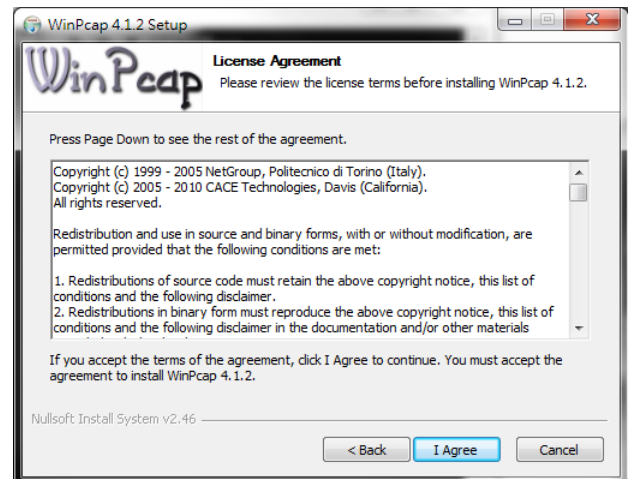 WinPcap 4.1.2 Setup
WinPcap
License Agreement
Please review the license terms before installing WinPcap 4.1.2.
Press Page Down to see the rest of the agreement.
Copyright (c) 1999 - 2005 NetGroup, Politecnico di Torino (Italy).
Copyright (c) 2005 - 2010 CACE Technologies, Davis (California).
All rights reserved.
Redistribution and use in source and binary forms, with or without modification, are
permitted provided that the following conditions are met:
1. Redistributions of source code must retain the above copyright notice, this list of
conditions and the following disclaimer.
2. Redistributions in binary form must reproduce the above copyright notice, this list of
conditions and the following disclaimer in the documentation and/or other materials
If you accept the terms of the agreement, click I Agree to continue. You must accept the
agreement to install WinPcap 4.1.2.
Nullsoft Install System v2.46
< Back
I Agree
Cancel